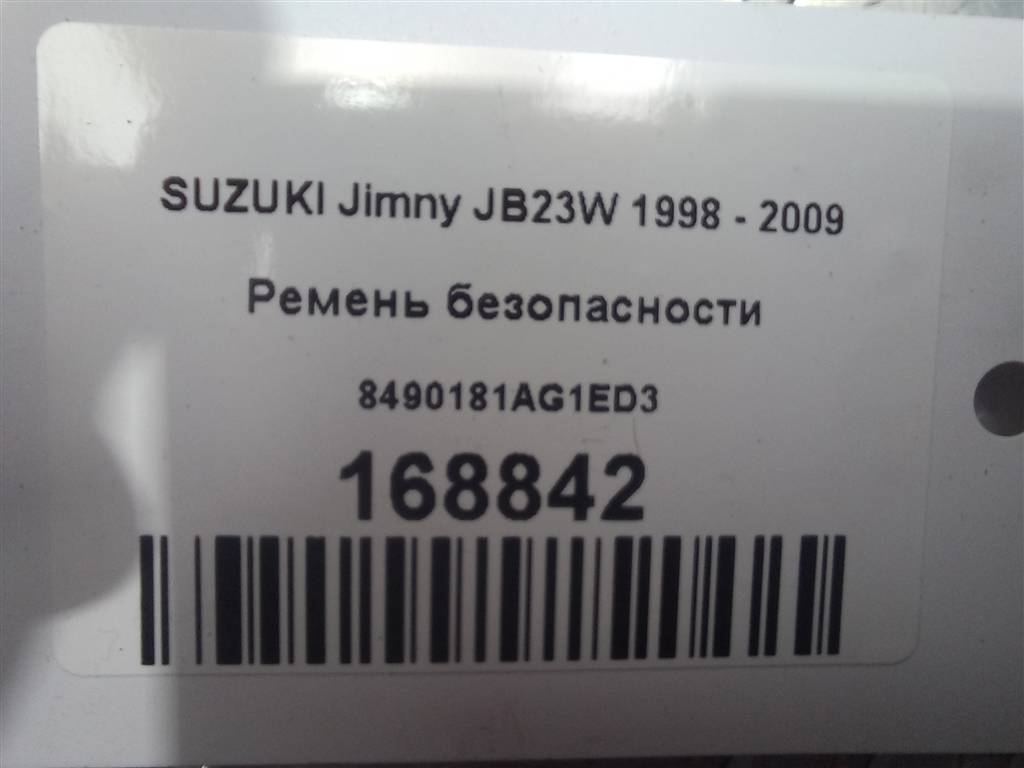 SUZUKI Jimny JB23W 1998 - 2009
Ремень безопасности
8490181AG1ED3
168842